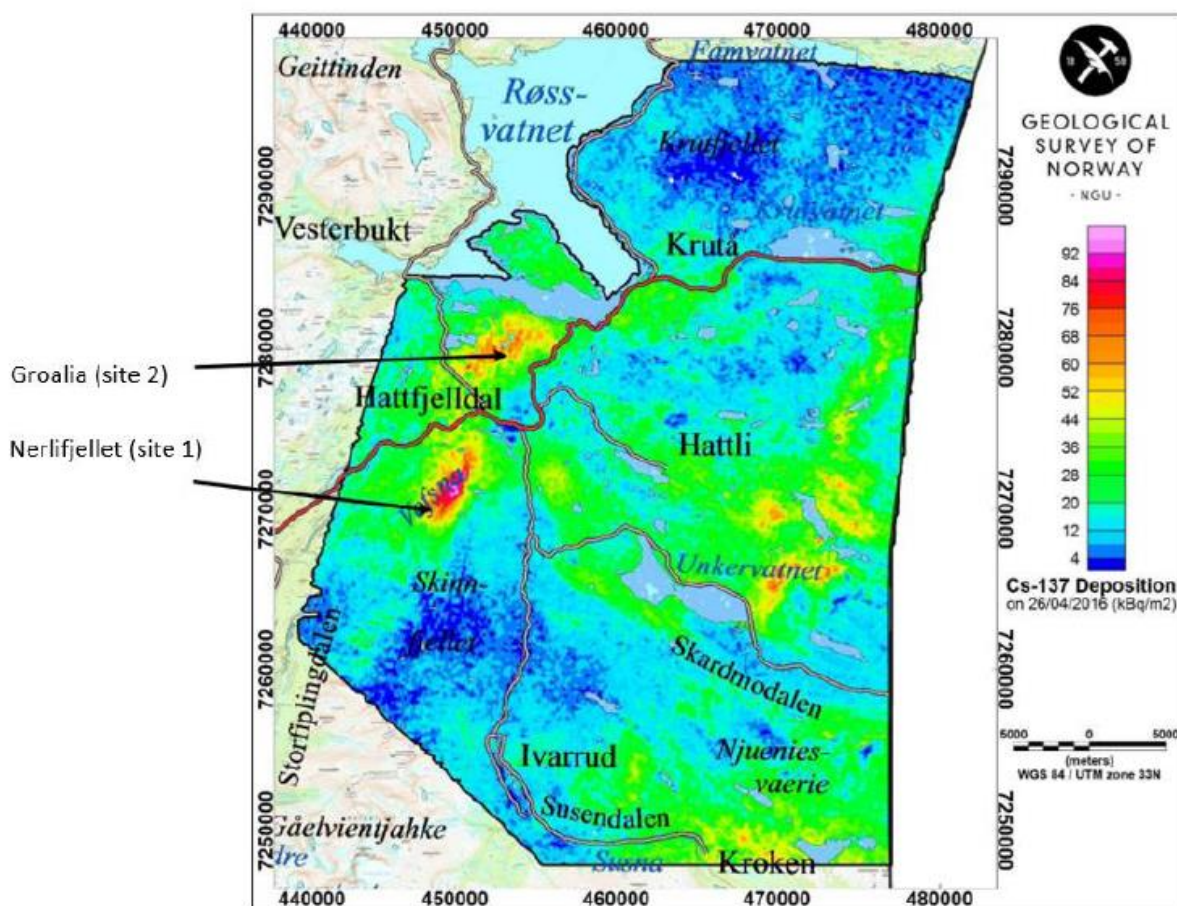 440000 450000 460000 470000 480000
Famvatnet
Geittinden
Røss-
vatnet
Krutfjellet
7290000
7290000
Krutvatnet
Vesterbukt
Krutå
7280000
7280000
Groalia (site 2)
Hattfjelldal
Hattli
Nerlifjellet (site 1)
Vefsna
7270000
7270000
Unkervatnet
Skinn-
fjellet
Storfiplingdalen
7260000
7260000
Skardmodalen
Ivarrud
Njuenies-
vaerie
Susendalen
7250000
7250000
Gåelvientjahke
dre
Susna
Kroken
440000 450000 460000 470000 480000
18 58
GEOLOGICAL
SURVEY OF
NORWAY
- NGU -
92
84
76
68
60
52
44
36
28
20
12
4
Cs-137 Deposition
on 26/04/2016 (kBq/m2)
5000 0 5000
(meters)
WGS 84 / UTM zone 33N